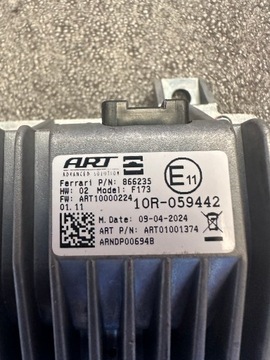 ART
ADVANCED SOLUTION
Ferrari P/N: 866235
HW: 02 Model: F173
FW: ART10000224
01.11
E11
10R-059442
M.Date: 09-04-2024
ART P/N: ART01001374
ARNDP00694B